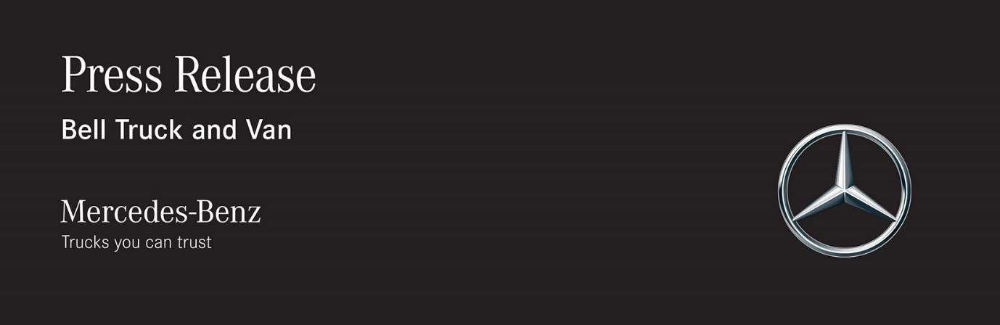 Press Release
Bell Truck and Van
Mercedes-Benz
Trucks you can trust